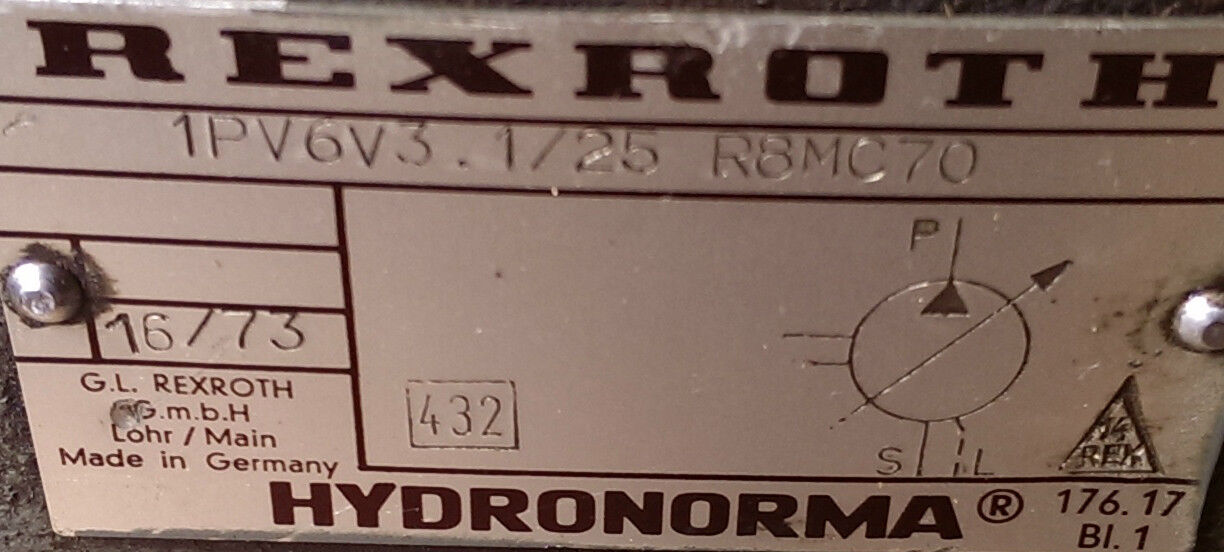 REXROTH
1PV6V3.1/25 R8MC70
P
16/73
G.L. REXROTH
G.m.b.H
Lohr / Main
Made in Germany
432
S L
14
REX
HYDRONORMA®
176.17
Bl. 1